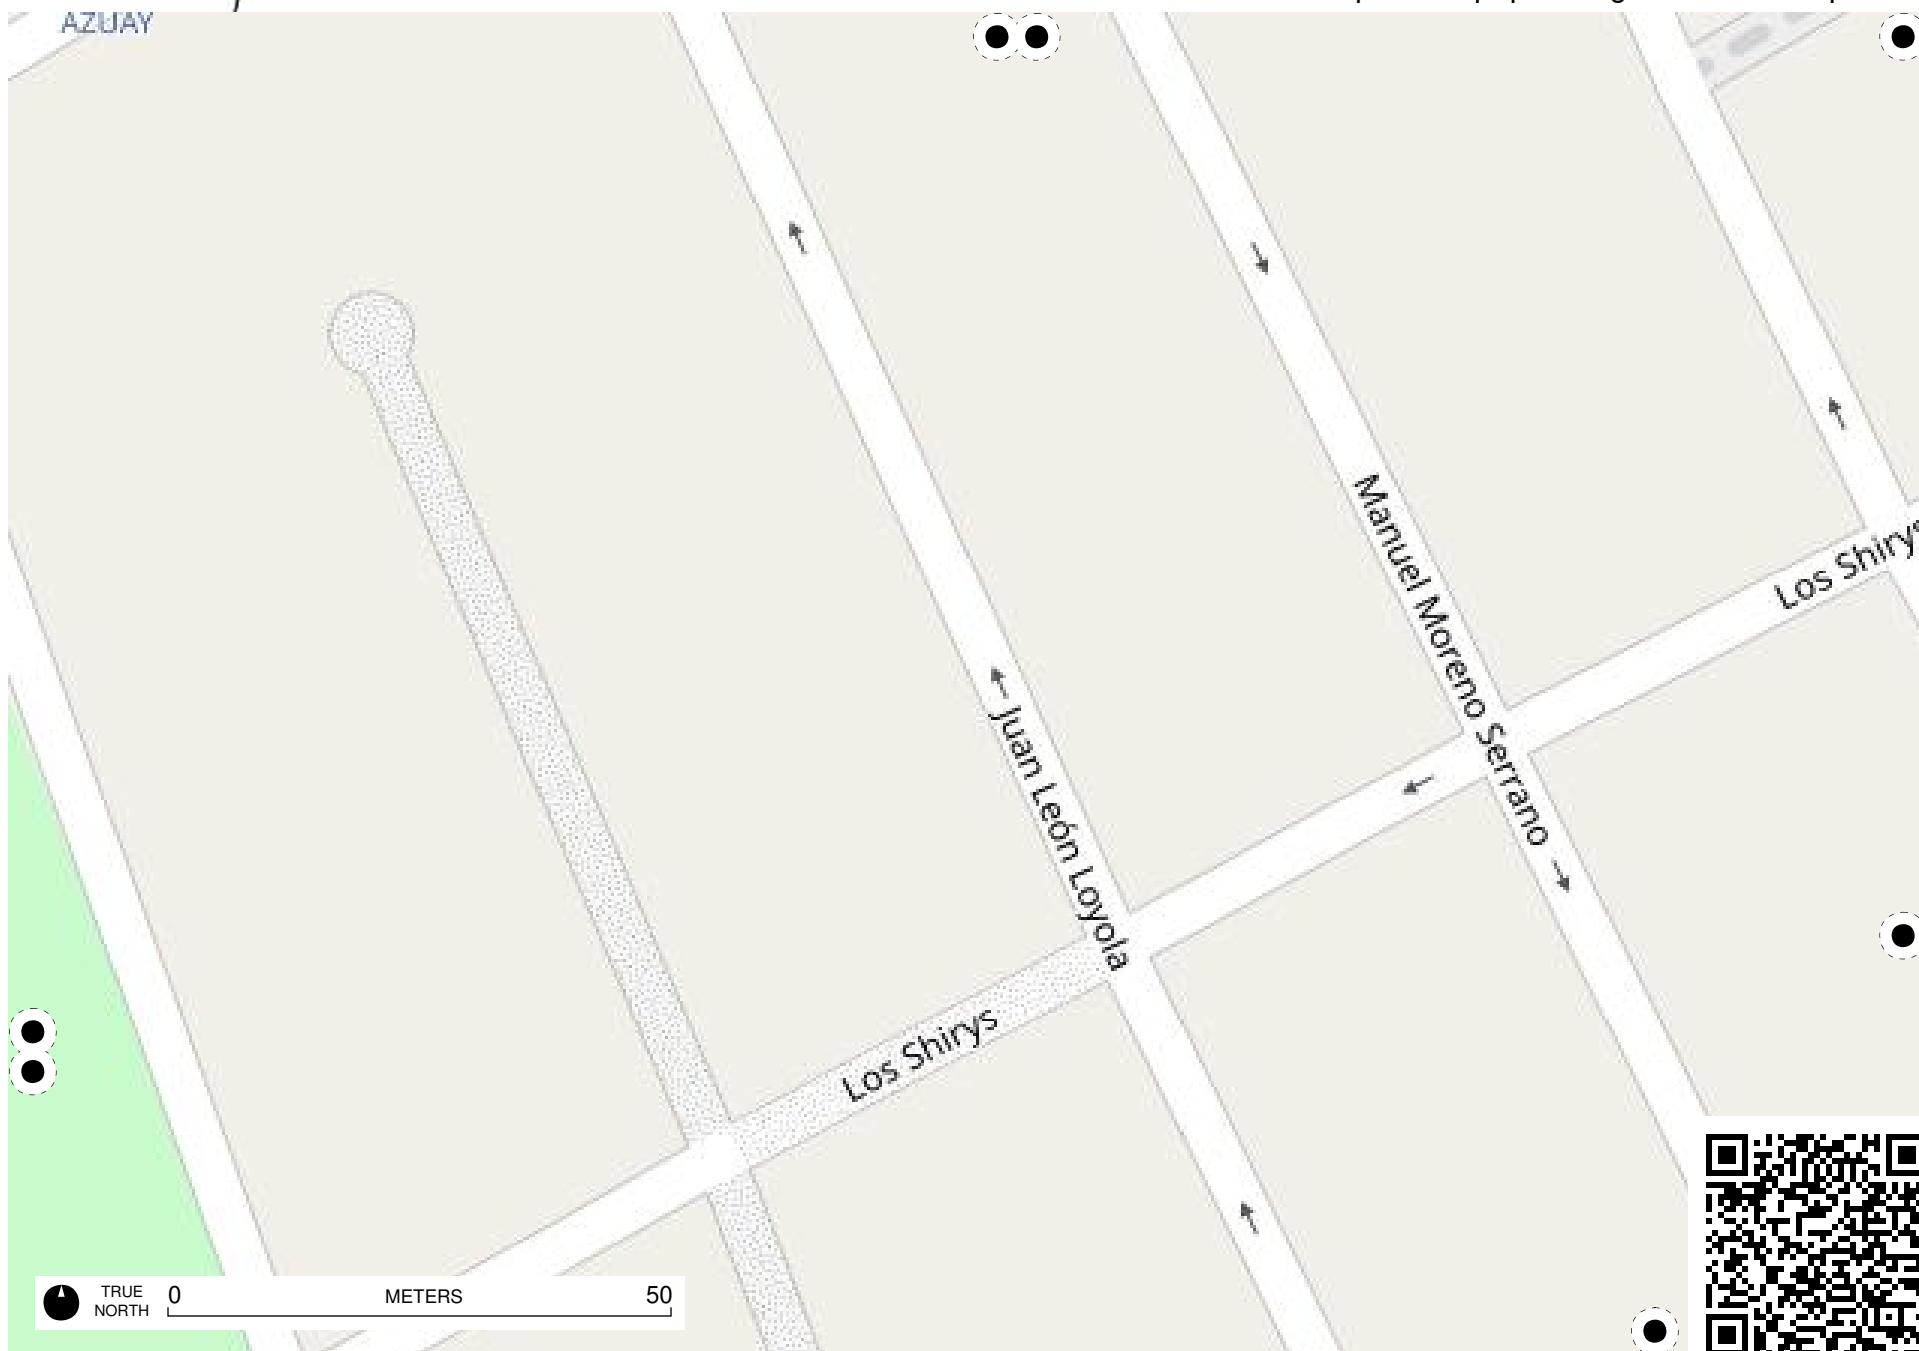 AZUAY
Manuel Moreno Serrano
Los Shirys
Juan León Loyola
Los Shirys
TRUE NORTH
0 METERS 50